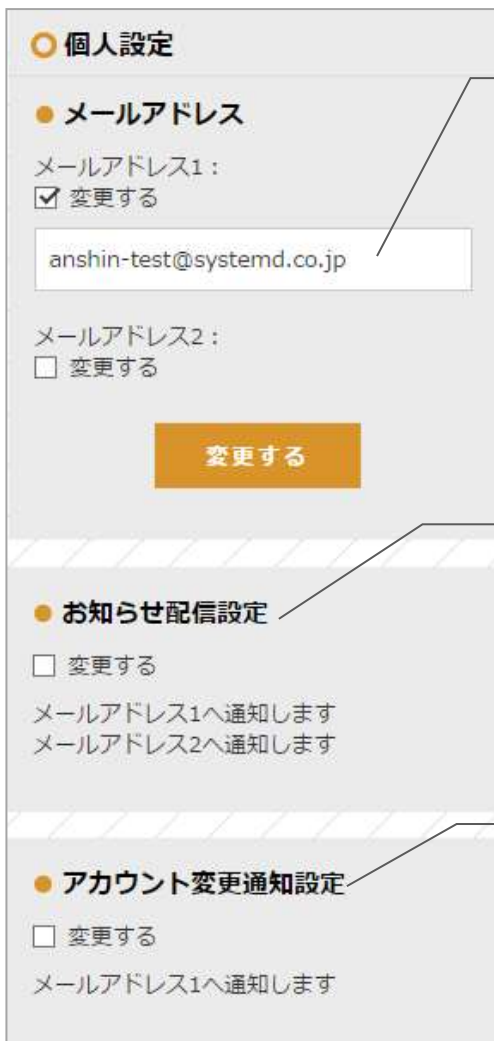 個人設定
メールアドレス
メールアドレス1：
変更する
anshin-test@systemd.co.jp
メールアドレス2：
変更する
変更する
お知らせ配信設定
変更する
メールアドレス1へ通知します
メールアドレス2へ通知します
アカウント変更通知設定
変更する
メールアドレス1へ通知します